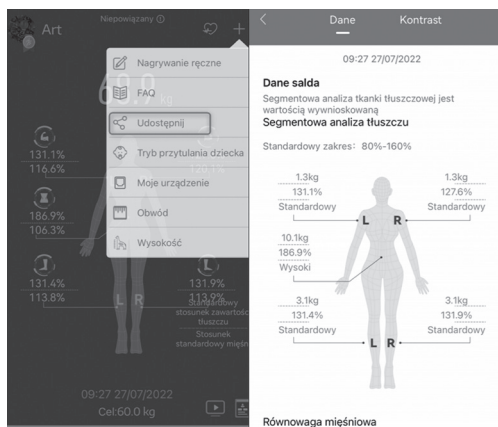 Art
Niepowiązany
Nagrywanie ręczne
FAQ
Udostępnij
Tryb przytulania dziecka
Moje urządzenie
Obwód
Wysokość
131.1%
116.6%
186.9%
106.3%
131.4%
113.8%
L R
131.9%
113.9%
Standardowy
stosunek zawartośc
tłuszczu
Stosunek
standardowy mięśn
09:27 27/07/2022
Cel:60.0 kg
Dane
Kontrast
09:27 27/07/2022
Dane salda
Segmentowa analiza tkanki tłuszczowej jest
wartością wywnioskowaną
Segmentowa analiza tłuszczu
Standardowy zakres: 80%-160%
1.3kg
131.1%
Standardowy
1.3kg
127.6%
Standardowy
L R
10.1kg
186.9%
Wysoki
3.1kg
131.4%
Standardowy
3.1kg
131.9%
Standardowy
L R
Równowaga mięśniowa